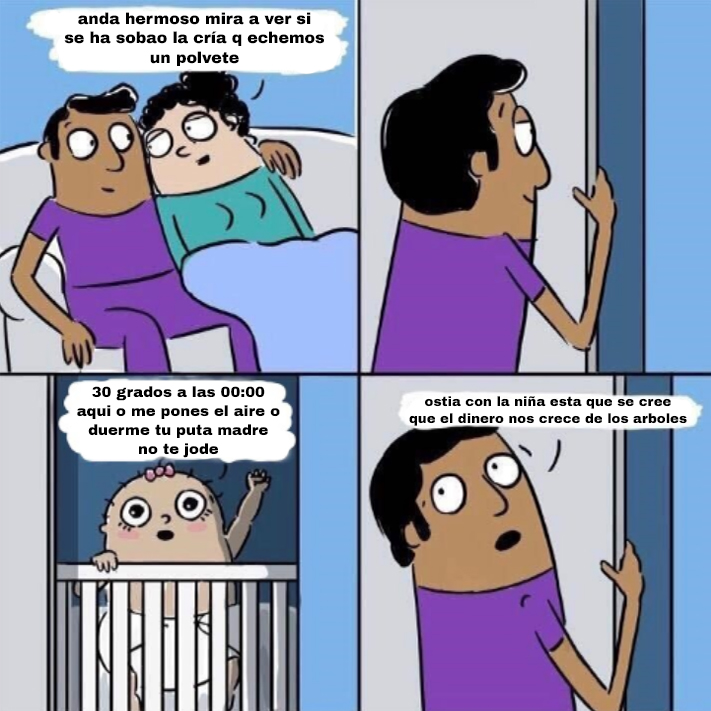 anda hermoso mira a ver si
se ha sobao la cría q echemos
un polvete
30 grados a las 00:00
aqui o me pones el aire o
duerme tu puta madre
no te jode
ostia con la niña esta que se cree
que el dinero nos crece de los arboles